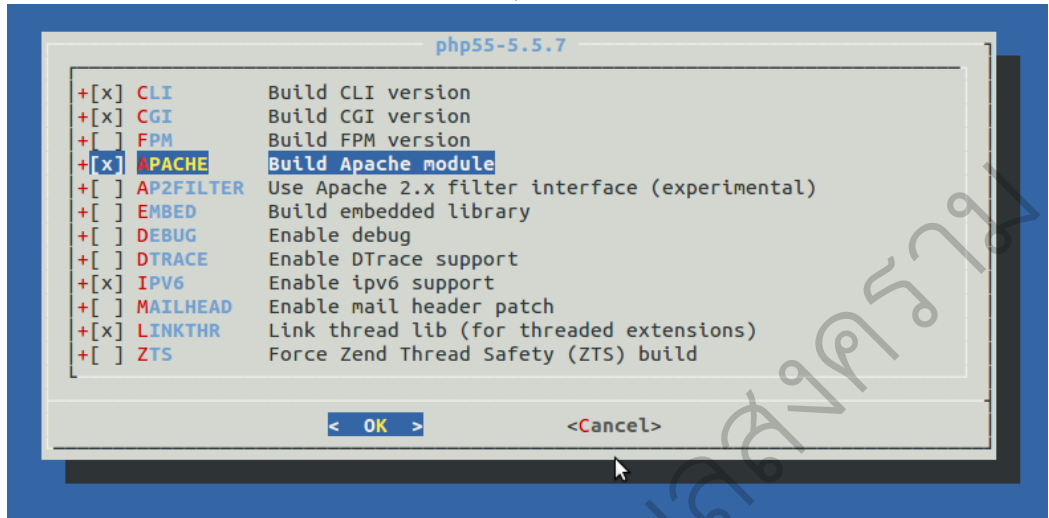 php55-5.5.7
+[x] CLI Build CLI version
+[x] CGI Build CGI version
+[ ] FPM Build FPM version
+[x] APACHE Build Apache module
+[ ] AP2FILTER Use Apache 2.x filter interface (experimental)
+[ ] EMBED Build embedded library
+[ ] DEBUG Enable debug
+[ ] DTRACE Enable DTrace support
+[x] IPV6 Enable ipv6 support
+[ ] MAILHEAD Enable mail header patch
+[x] LINKTHR Link thread lib (for threaded extensions)
+[ ] ZTS Force Zend Thread Safety (ZTS) build
< OK > <Cancel>